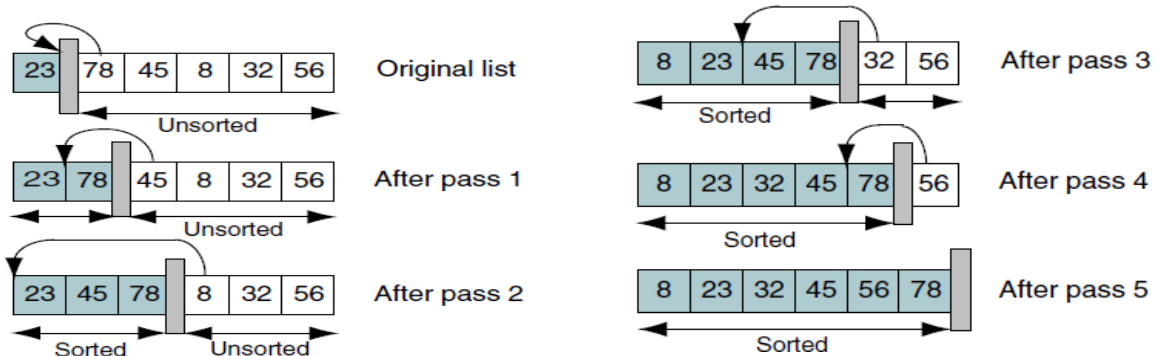 23 78 45 8 32 56 Original list
Unsorted
23 78 45 8 32 56 After pass 1
Unsorted
23 45 78 8 32 56 After pass 2
Sorted Unsorted
8 23 45 78 32 56 After pass 3
Sorted
8 23 32 45 78 56 After pass 4
Sorted
8 23 32 45 56 78 After pass 5
Sorted